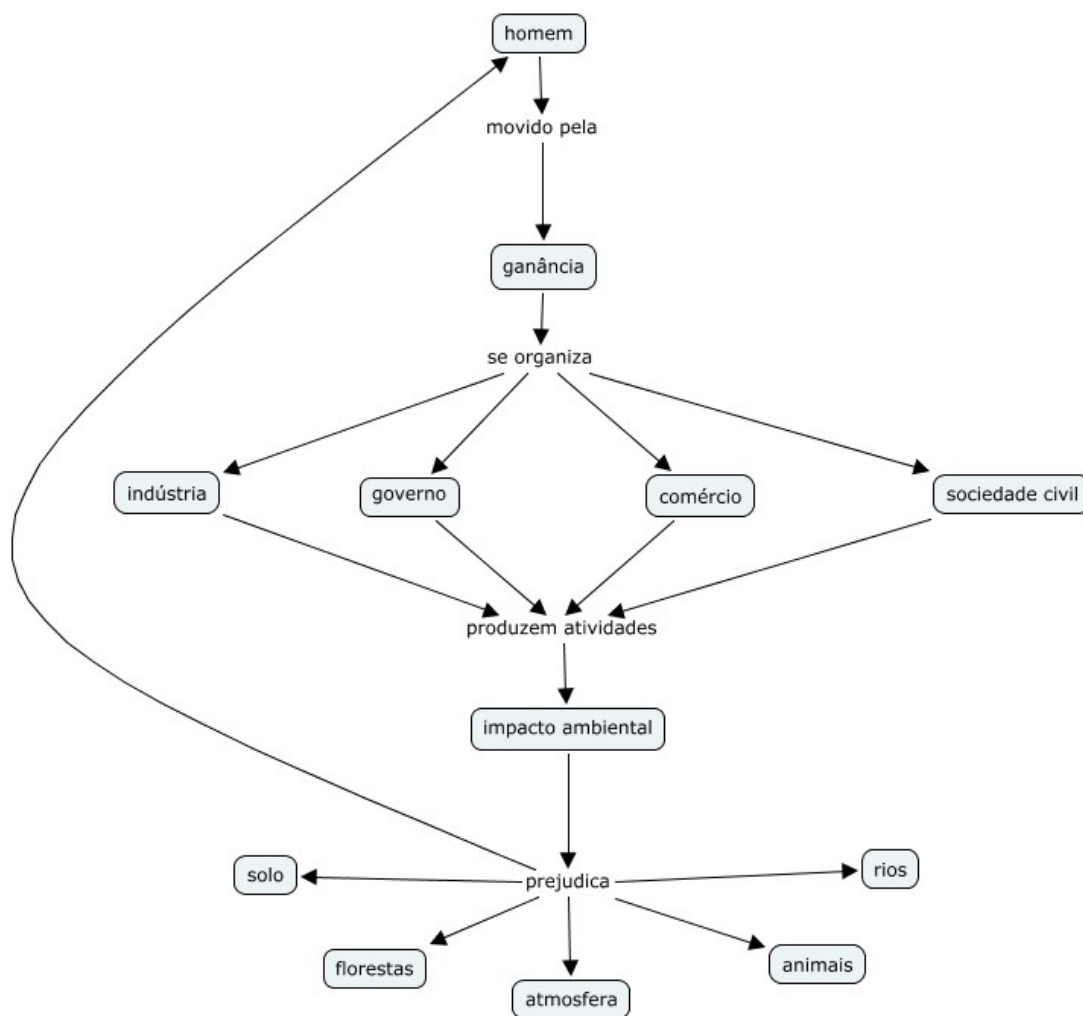 homem
movido pela
ganância
se organiza
indústria
governo
comércio
sociedade civil
produzem atividades
impacto ambiental
prejudica
solo
rios
florestas
animais
atmosfera